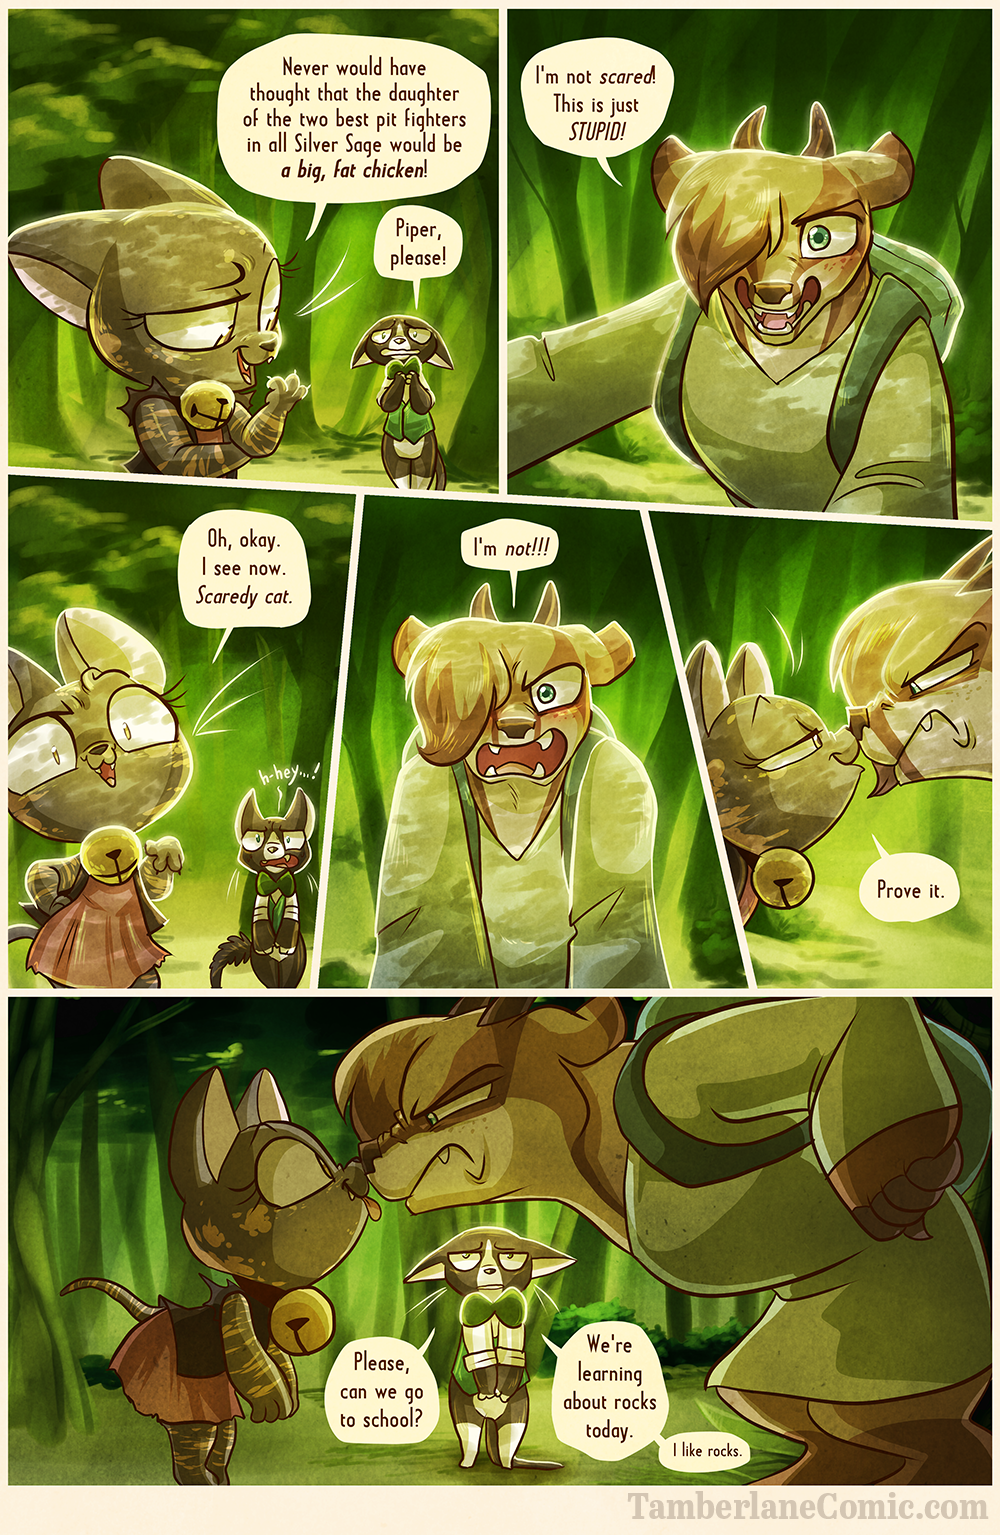 Never would have
thought that the daughter
of the two best pit fighters
in all Silver Sage would be
a big, fat chicken!
Piper,
please!
I'm not scared!
This is just
STUPID!
Oh, okay.
I see now.
Scaredy cat.
h-hey...!
I'm not!!!
Prove it.
Please,
can we go
to school?
We're
learning
about rocks
today.
I like rocks.
TamberlaneComic.com